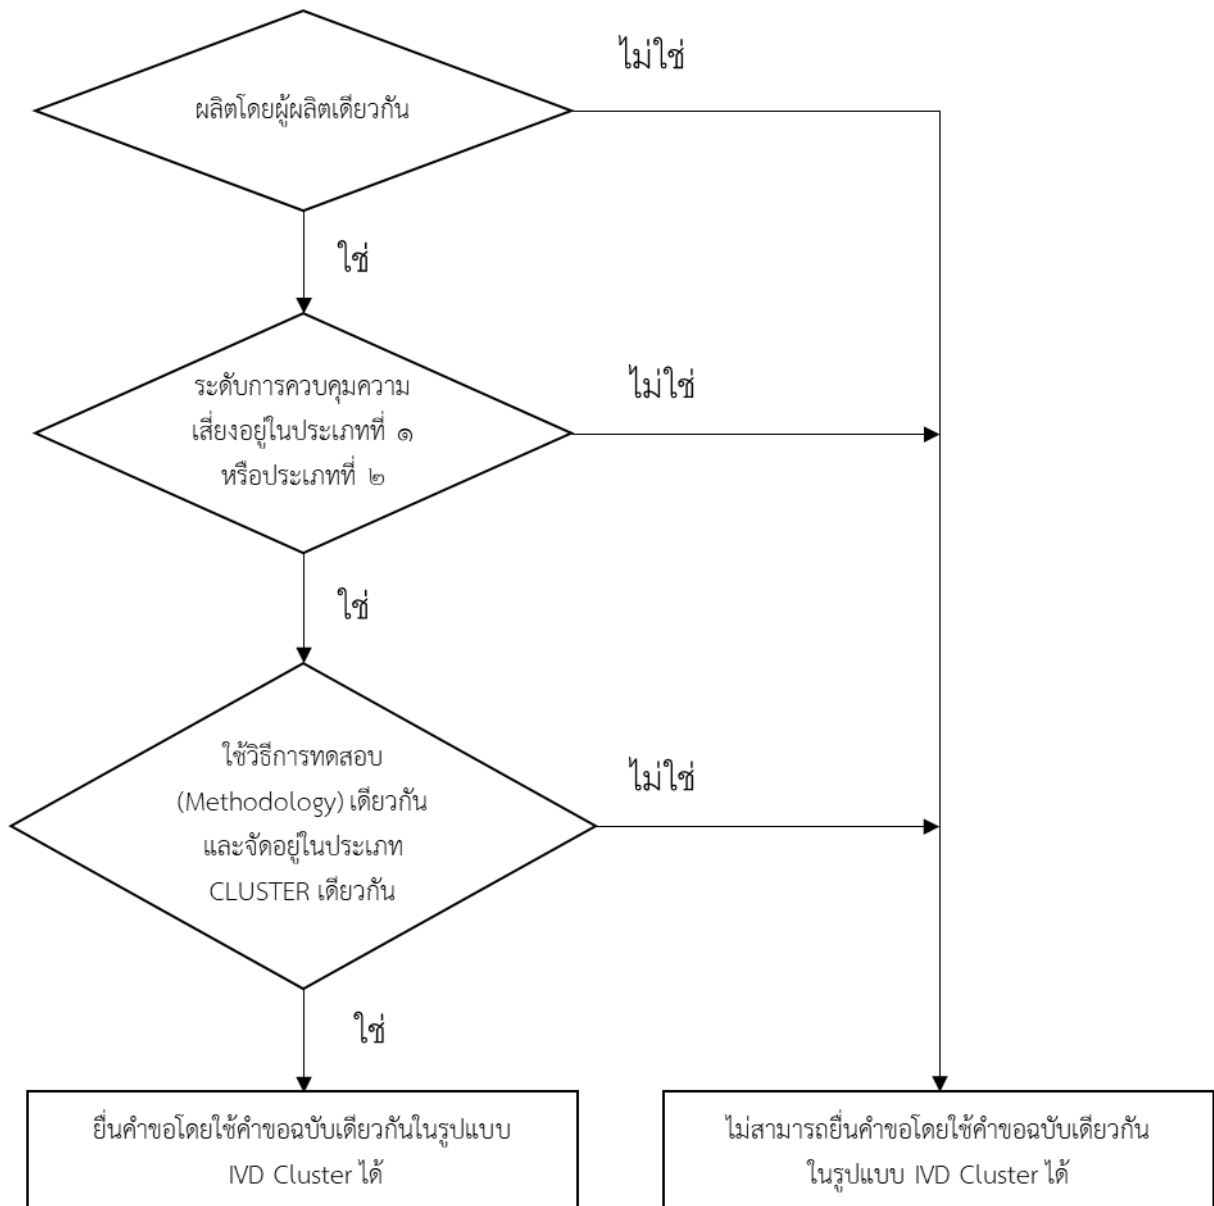 ไม่ใช่
ผลิตโดยผู้ผลิตเดียวกัน
ใช่
ระดับการควบคุมความ
เสี่ยงอยู่ในประเภทที่ ๑
หรือประเภทที่ ๒
ไม่ใช่
ใช่
ใช้วิธีการทดสอบ
(Methodology) เดียวกัน
และจัดอยู่ในประเภท
CLUSTER เดียวกัน
ไม่ใช่
ใช่
ยื่นคำขอโดยใช้คำขอฉบับเดียวกันในรูปแบบ
IVD Cluster ได้
ไม่สามารถยื่นคำขอโดยใช้คำขอฉบับเดียวกัน
ในรูปแบบ IVD Cluster ได้